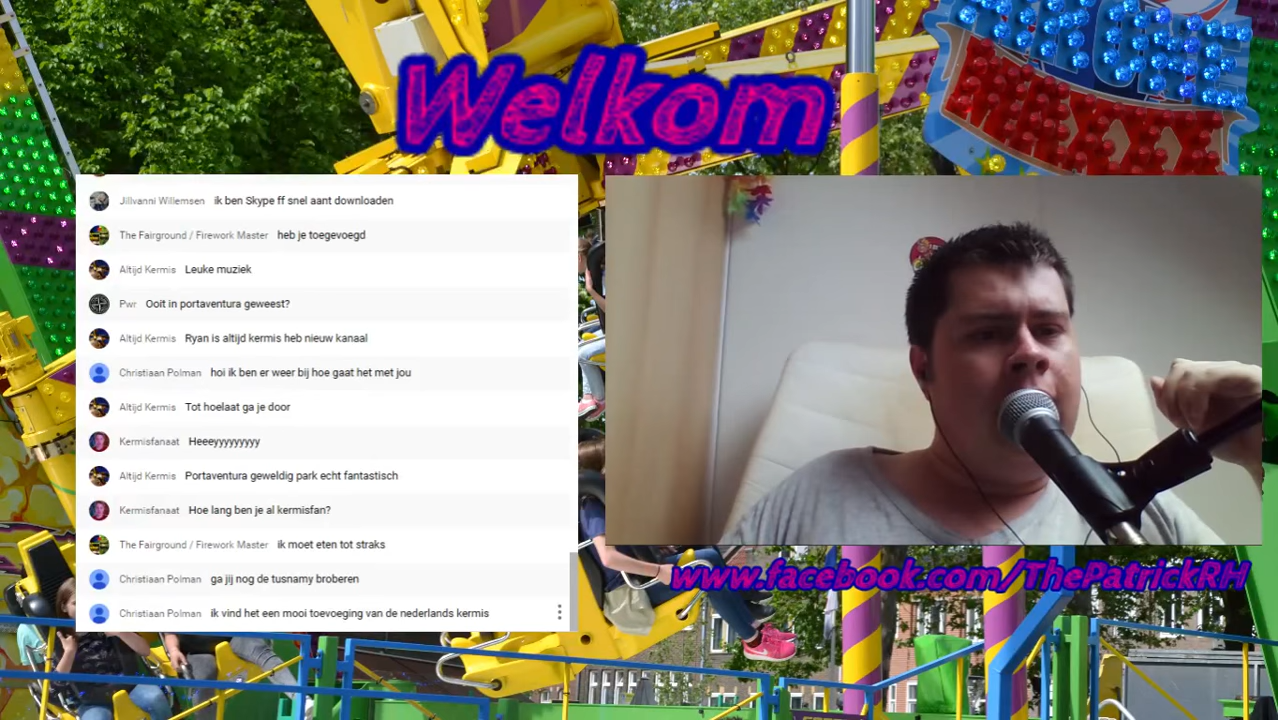 Welkom
Jillvanni Willemsen ik ben Skype ff snel aant downloaden
The Fairground / Firework Master heb je toegevoegd
Altijd Kermis Leuke muziek
Pwr Ooit in portaventura geweest?
Altijd Kermis Ryan is altijd kermis heb nieuw kanaal
Christiaan Polman hoi ik ben er weer bij hoe gaat het met jou
Altijd Kermis Tot hoelaat ga je door
Kermisfanaat Heeeyyyyyyyyy
Altijd Kermis Portaventura geweldig park echt fantastisch
Kermisfanaat Hoe lang ben je al kermisfan?
The Fairground / Firework Master ik moet eten tot straks
Christiaan Polman ga jij nog de tusnamy broberen
Christiaan Polman ik vind het een mooi toevoeging van de nederlands kermis
www.facebook.com/ThePatrickRH